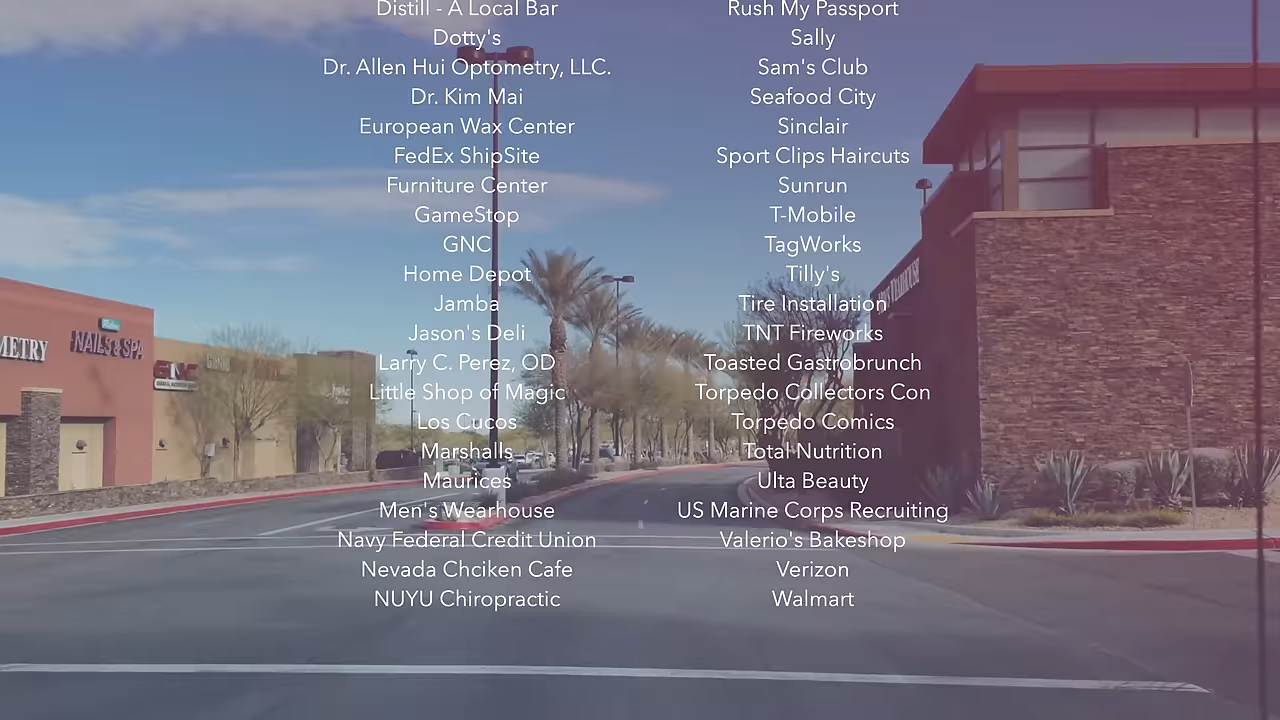 Distill - A Local Bar
Dotty's
Dr. Allen Hui Optometry, LLC.
Dr. Kim Mai
European Wax Center
FedEx ShipSite
Furniture Center
GameStop
GNC
Home Depot
Jamba
Jason's Deli
Larry C. Perez, OD
Little Shop of Magic
Los Cucos
Marshalls
Maurices
Men's Wearhouse
Navy Federal Credit Union
Nevada Chciken Cafe
NUYU Chiropractic
Rush My Passport
Sally
Sam's Club
Seafood City
Sinclair
Sport Clips Haircuts
Sunrun
T-Mobile
TagWorks
Tilly's
Tire Installation
TNT Fireworks
Toasted Gastrobrunch
Torpedo Collectors Con
Torpedo Comics
Total Nutrition
Ulta Beauty
US Marine Corps Recruiting
Valerio's Bakeshop
Verizon
Walmart
METRY
NAILS & SPA
GNC